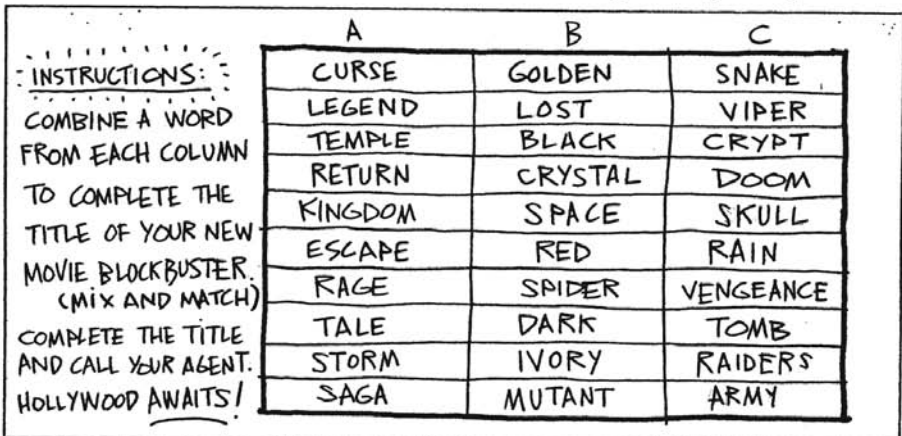 INSTRUCTIONS:
COMBINE A WORD
FROM EACH COLUMN
TO COMPLETE THE
TITLE OF YOUR NEW
MOVIE BLOCKBUSTER.
(MIX AND MATCH)
COMPLETE THE TITLE
AND CALL YOUR AGENT.
HOLLYWOOD AWAITS!
A B C
CURSE GOLDEN SNAKE
LEGEND LOST VIPER
TEMPLE BLACK CRYPT
RETURN CRYSTAL DOOM
KINGDOM SPACE SKULL
ESCAPE RED RAIN
RAGE SPIDER VENGEANCE
TALE DARK TOMB
STORM IVORY RAIDERS
SAGA MUTANT ARMY